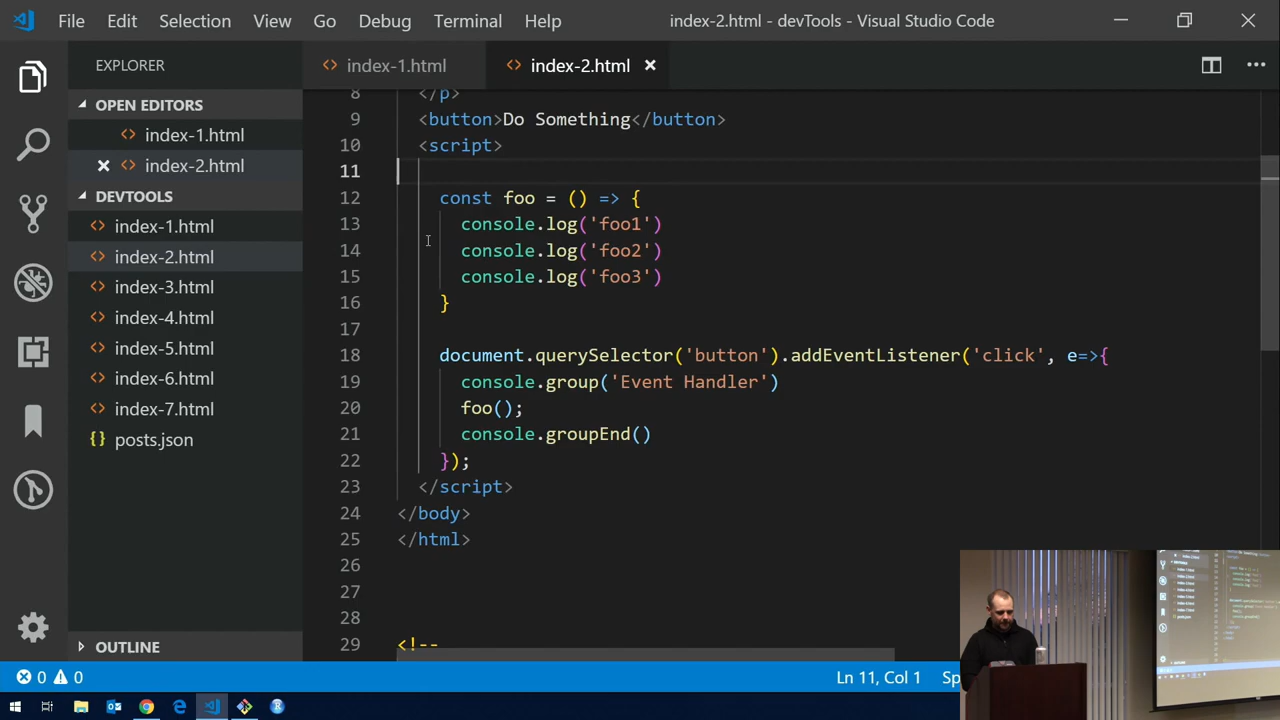 File Edit Selection View Go Debug Terminal Help index-2.html - devTools - Visual Studio Code
EXPLORER
OPEN EDITORS
index-1.html
index-2.html
DEVTOOLS
index-1.html
index-2.html
index-3.html
index-4.html
index-5.html
index-6.html
index-7.html
{} posts.json
OUTLINE
index-1.html index-2.html
8 </p>
9 <button>Do Something</button>
10 <script>
11
12 const foo = () => {
13 console.log('foo1')
14 console.log('foo2')
15 console.log('foo3')
16 }
17
18 document.querySelector('button').addEventListener('click', e=>{
19 console.group('Event Handler')
20 foo();
21 console.groupEnd()
22 });
23 </script>
24 </body>
25 </html>
26
27
28
29 <!--
0 0 Ln 11, Col 1 Sp